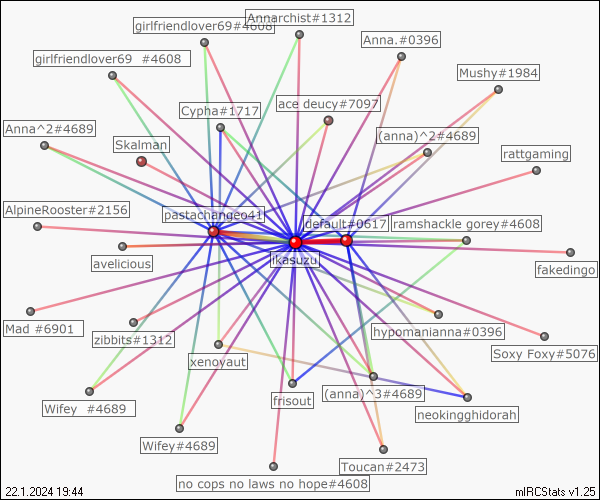 Annarchist#1312
girlfriendlover69#4608
Anna.#0396
girlfriendlover69 #4608
Mushy#1984
ace deucy#7097
Cypha#1717
Anna^2#4689
(anna)^2#4689
Skalman
rattgaming
AlpineRooster#2156
pastachangeo41
default#0617
ramshackle gorey#4608
avelicious
ikasuzu
fakedingo
Mad #6901
zibbits#1312
hypomanianna#0396
Soxy Foxy#5076
xenoyaut
Wifey #4689
frisout
(anna)^3#4689
neokingghidorah
Wifey#4689
Toucan#2473
no cops no laws no hope#4608
22.1.2024 19:44
mIRCStats v1.25